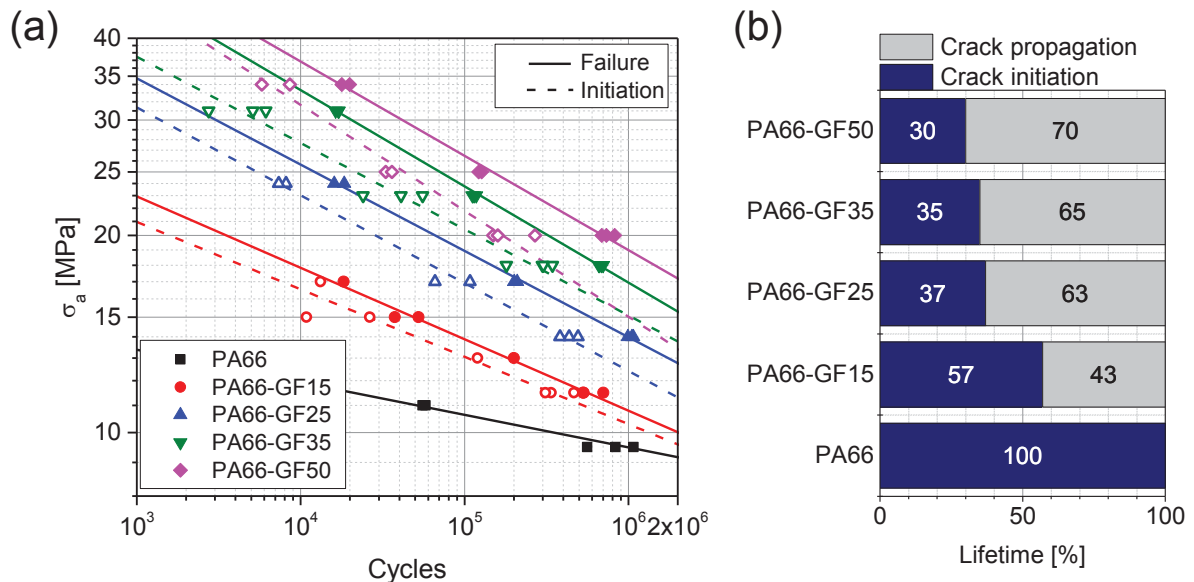 (a)
40
35
30
25
20
15
10
σa [MPa]
Failure
Initiation
PA66
PA66-GF15
PA66-GF25
PA66-GF35
PA66-GF50
10³ 10⁴ 10⁵ 10⁶ 2x10⁶
Cycles
(b)
Crack propagation
Crack initiation
PA66-GF50 30 70
PA66-GF35 35 65
PA66-GF25 37 63
PA66-GF15 57 43
PA66 100
0 50 100
Lifetime [%]